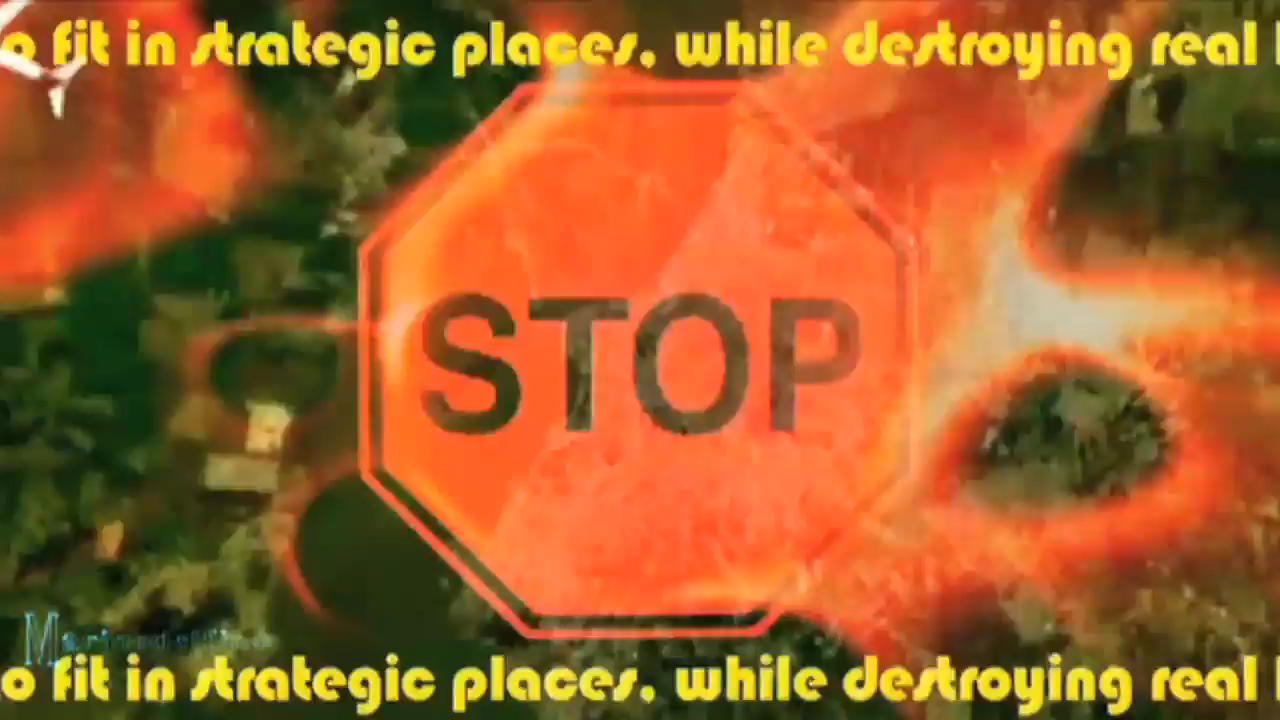 o fit in strategic places, while destroying real
STOP
o fit in strategic places, while destroying real